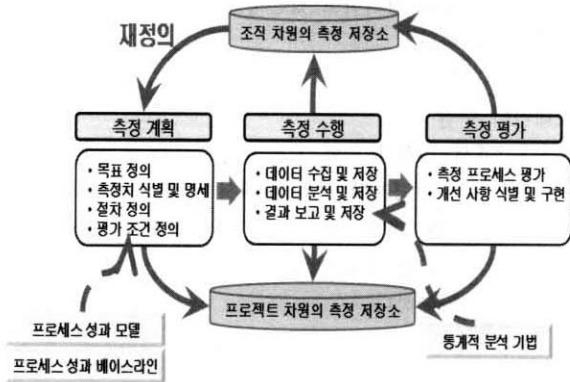 재정의
조직 차원의 측정 저장소
측정 계획
• 목표 정의
• 측정치 식별 및 명세
• 절차 정의
• 평가 조건 정의
측정 수행
• 데이터 수집 및 저장
• 데이터 분석 및 저장
• 결과 보고 및 저장
측정 평가
• 측정 프로세스 평가
• 개선 사항 식별 및 구현
프로젝트 차원의 측정 저장소
프로세스 성과 모델
프로세스 성과 베이스라인
통계적 분석 기법